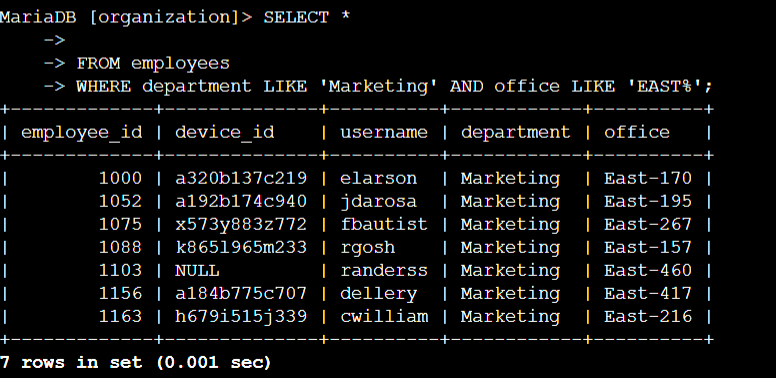 MariaDB [organization]> SELECT *
    ->
    -> FROM employees
    -> WHERE department LIKE 'Marketing' AND office LIKE 'EAST%';
+-------------+--------------+----------+------------+----------+
| employee_id | device_id    | username | department | office   |
+-------------+--------------+----------+------------+----------+
|        1000 | a320b137c219 | elarson  | Marketing  | East-170 |
|        1052 | a192b174c940 | jdarosa  | Marketing  | East-195 |
|        1075 | x573y883z772 | fbautist | Marketing  | East-267 |
|        1088 | k865l965m233 | rgosh    | Marketing  | East-157 |
|        1103 | NULL         | randerss | Marketing  | East-460 |
|        1156 | a184b775c707 | dellery  | Marketing  | East-417 |
|        1163 | h679i515j339 | cwilliam | Marketing  | East-216 |
+-------------+--------------+----------+------------+----------+
7 rows in set (0.001 sec)